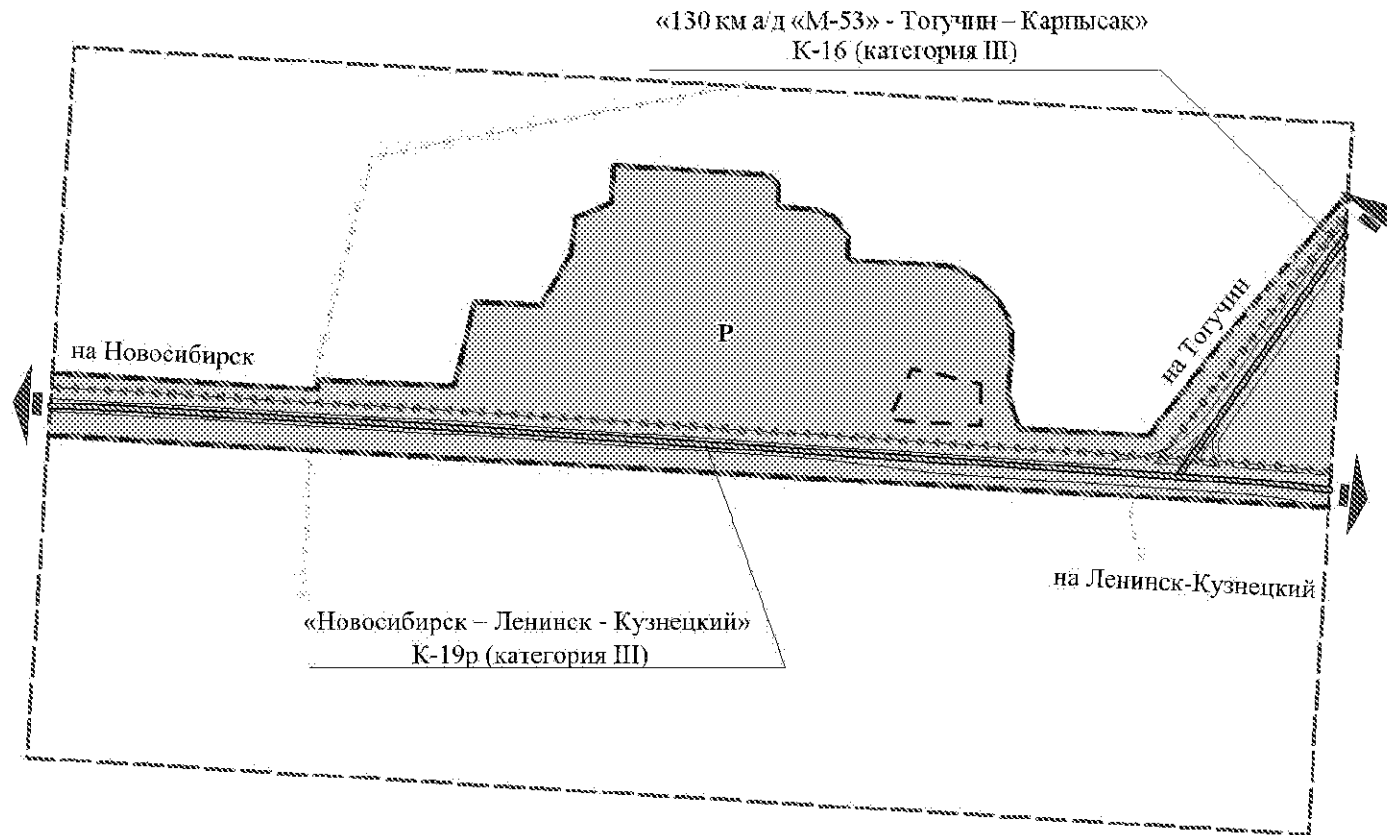 «130 км а/д «М-53» - Тогучин – Карпысак»
К-16 (категория III)
на Новосибирск
Р
на Тогучин
на Ленинск-Кузнецкий
«Новосибирск – Ленинск - Кузнецкий»
К-19р (категория III)